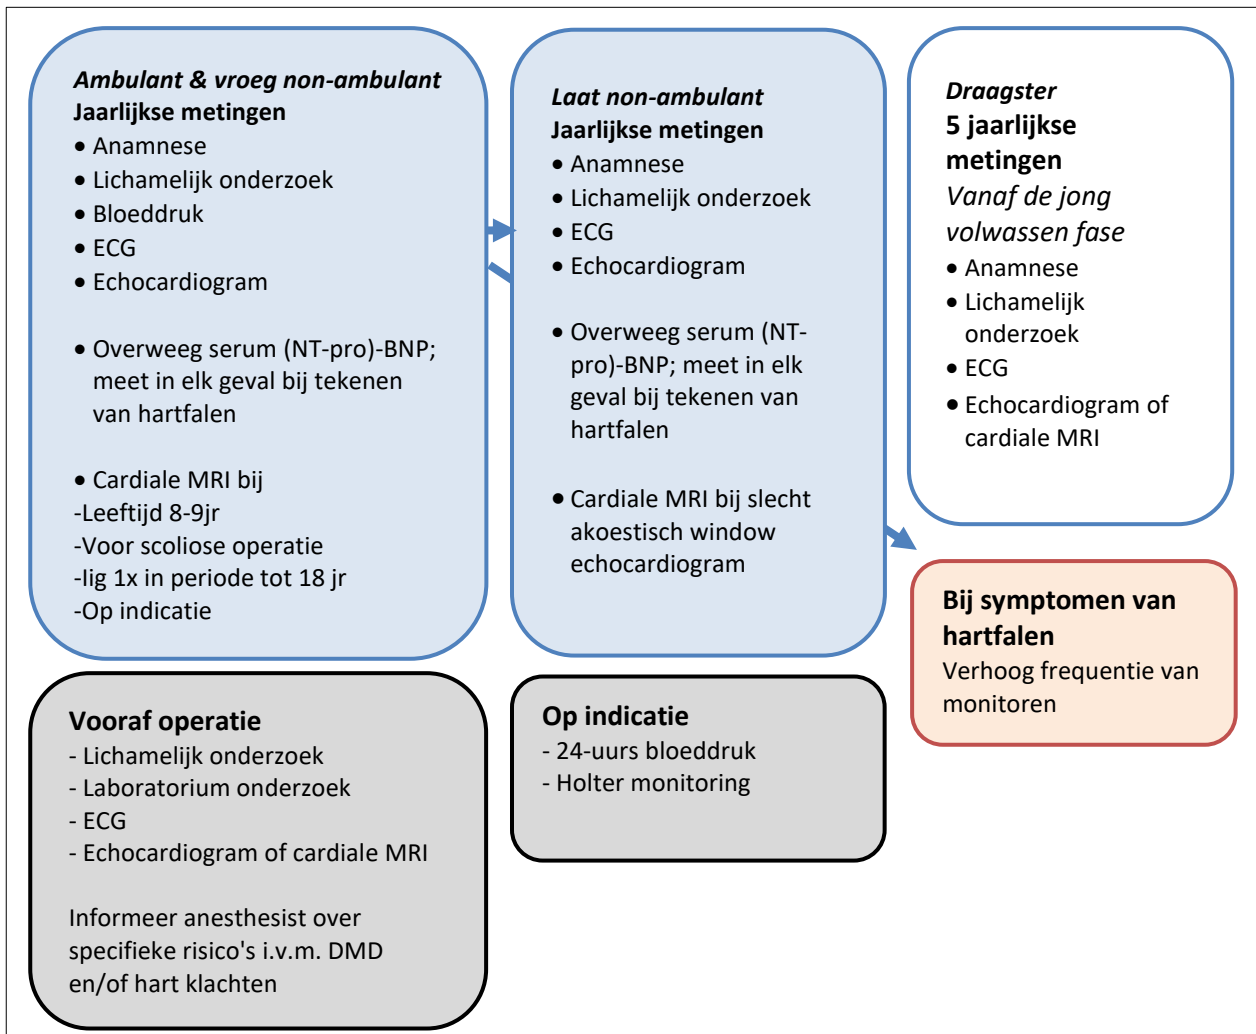 Ambulant & vroeg non-ambulant
Jaarlijkse metingen
• Anamnese
• Lichamelijk onderzoek
• Bloeddruk
• ECG
• Echocardiogram
• Overweeg serum (NT-pro)-BNP;
meet in elk geval bij tekenen
van hartfalen
• Cardiale MRI bij
-Leeftijd 8-9jr
-Voor scoliose operatie
-Iig 1x in periode tot 18 jr
-Op indicatie
Laat non-ambulant
Jaarlijkse metingen
• Anamnese
• Lichamelijk onderzoek
• ECG
• Echocardiogram
• Overweeg serum (NT-
pro)-BNP; meet in elk
geval bij tekenen van
hartfalen
• Cardiale MRI bij slecht
akoestisch window
echocardiogram
Draagster
5 jaarlijkse
metingen
Vanaf de jong
volwassen fase
• Anamnese
• Lichamelijk
onderzoek
• ECG
• Echocardiogram of
cardiale MRI
Bij symptomen van
hartfalen
Verhoog frequentie van
monitoren
Vooraf operatie
- Lichamelijk onderzoek
- Laboratorium onderzoek
- ECG
- Echocardiogram of cardiale MRI
Informeer anesthesist over
specifieke risico's i.v.m. DMD
en/of hart klachten
Op indicatie
- 24-uurs bloeddruk
- Holter monitoring